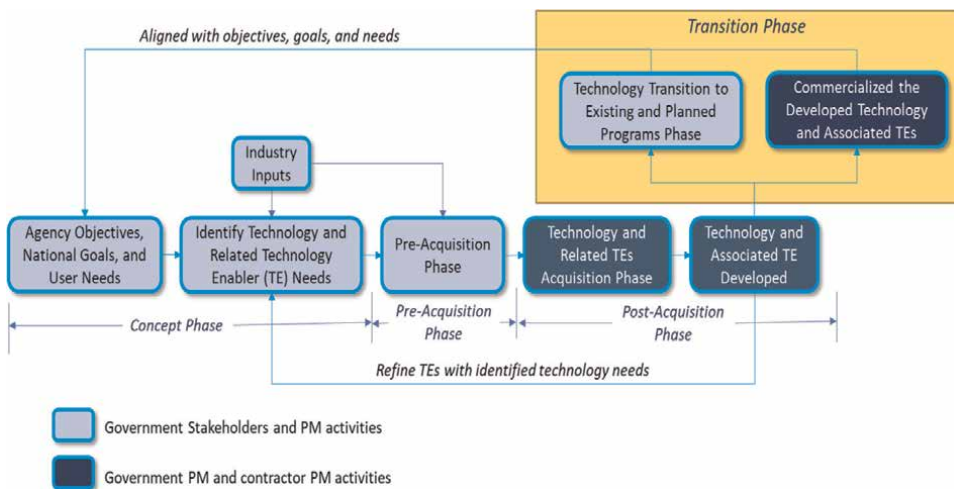 Aligned with objectives, goals, and needs
Transition Phase
Technology Transition to
Existing and Planned
Programs Phase
Commercialized the
Developed Technology
and Associated TEs
Industry
Inputs
Agency Objectives,
National Goals, and
User Needs
Identify Technology and
Related Technology
Enabler (TE) Needs
Pre-Acquisition
Phase
Technology and
Related TEs
Acquisition Phase
Technology and
Associated TE
Developed
Concept Phase
Pre-Acquisition
Phase
Post-Acquisition
Phase
Refine TEs with identified technology needs
Government Stakeholders and PM activities
Government PM and contractor PM activities